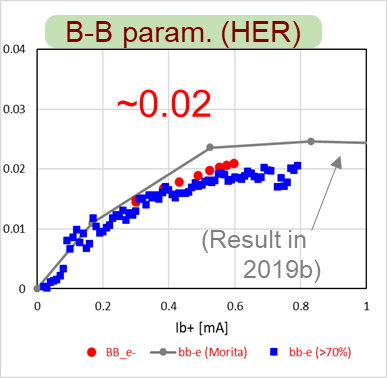 B-B param. (HER)
0.04
0.03
~0.02
0.02
0.01
(Result in
2019b)
0
0 0.2 0.4 0.6 0.8 1
Ib+ [mA]
BB_e- bb-e (Morita) bb-e (>70%)